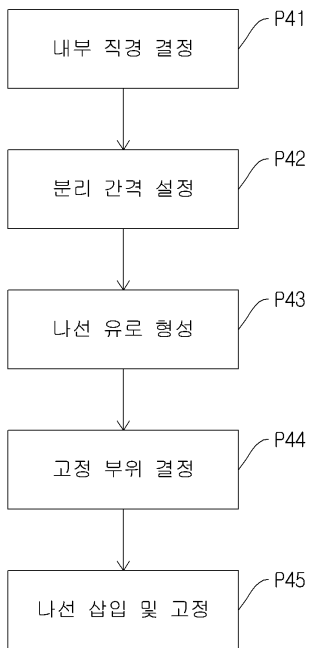 P41
내부 직경 결정
P42
분리 간격 설정
P43
나선 유로 형성
P44
고정 부위 결정
P45
나선 삽입 및 고정